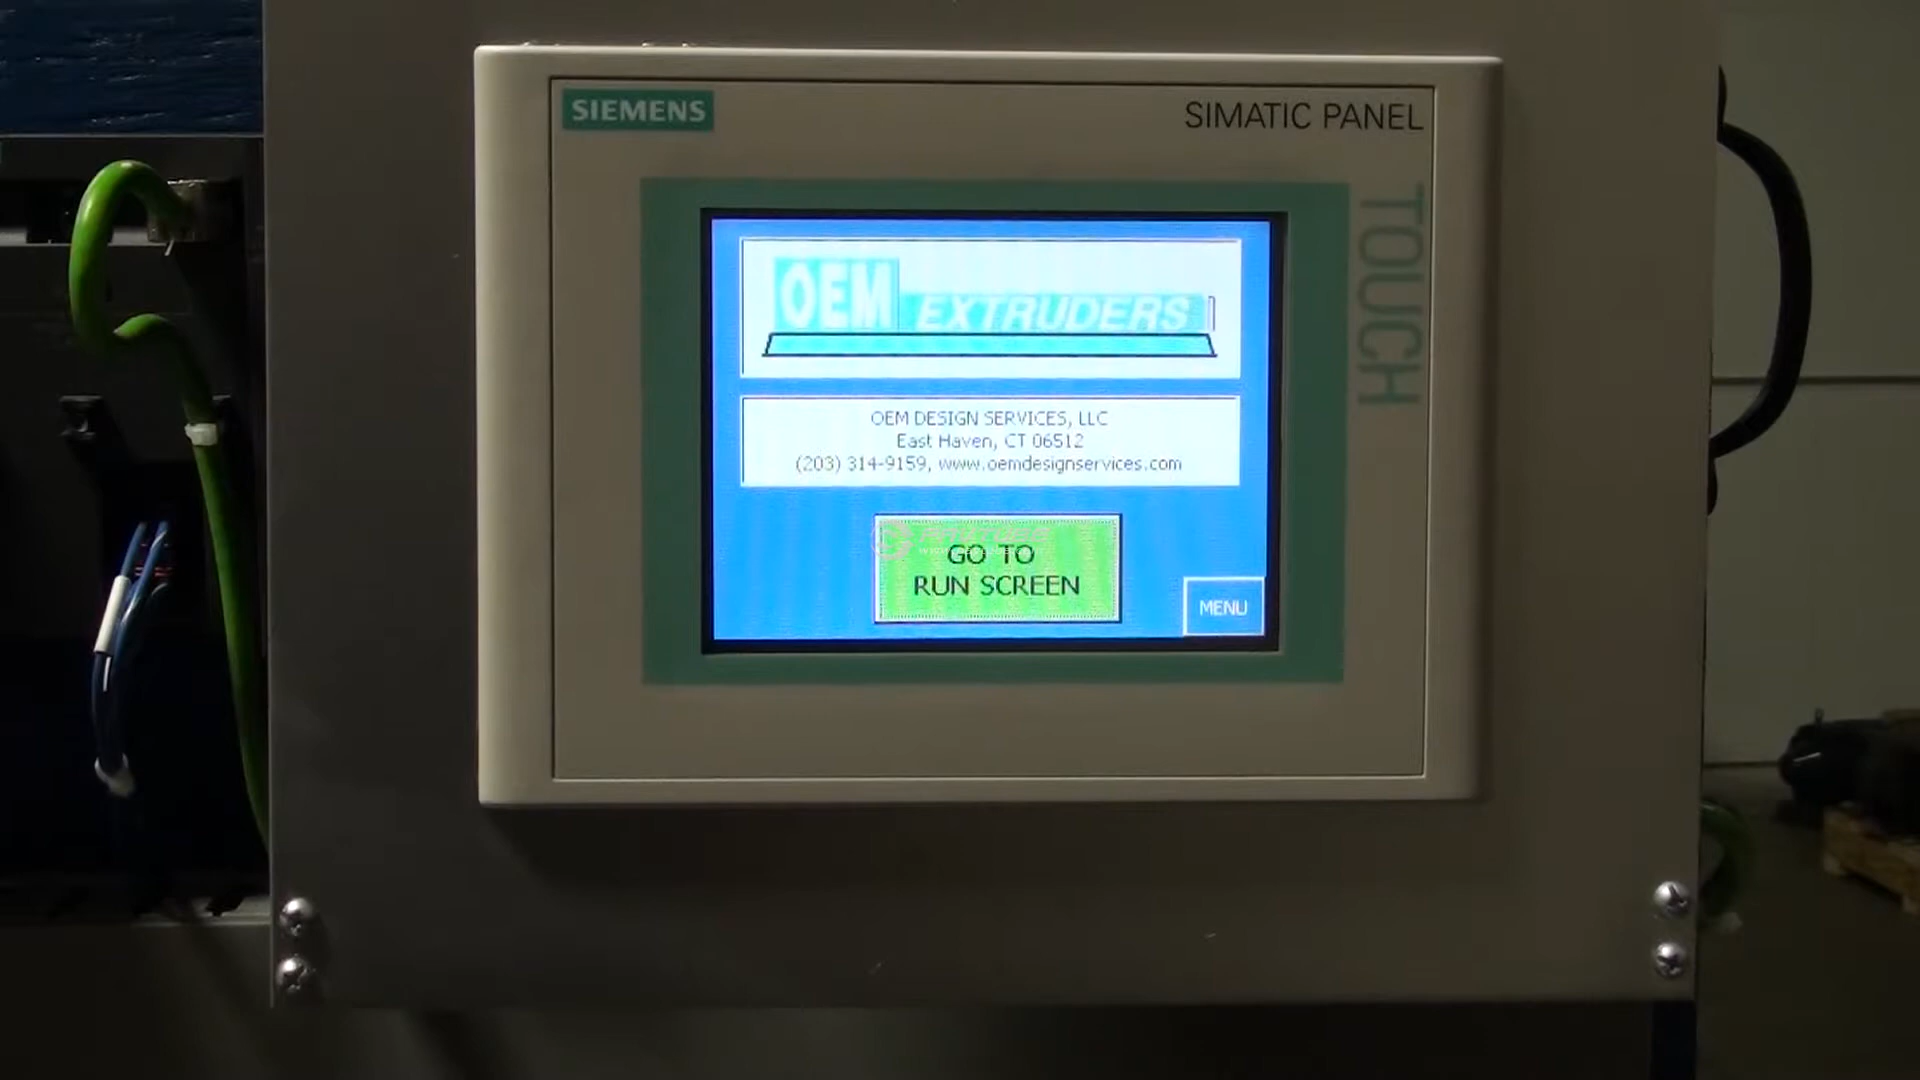 SIEMENS
SIMATIC PANEL
TOUCH
OEM EXTRUDERS
OEM DESIGN SERVICES, LLC
East Haven, CT 06512
(203) 314-9159, www.oemdesignservices.com
GO TO
RUN SCREEN
MENU